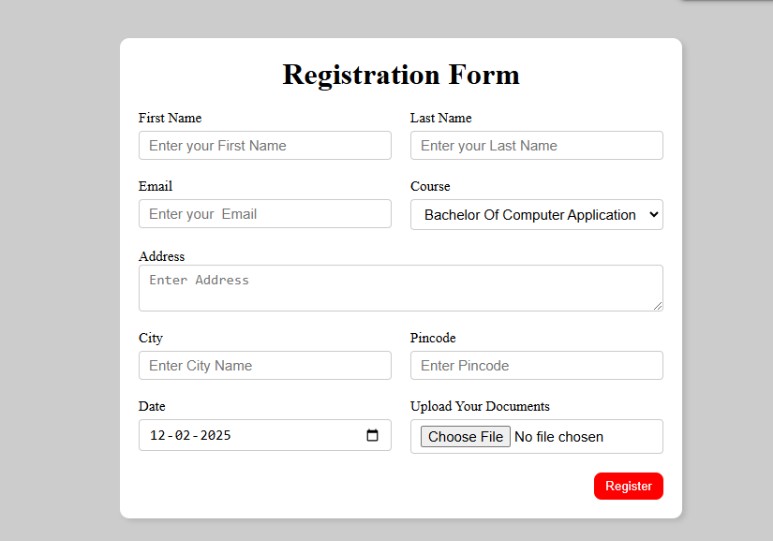 Registration Form
First Name Last Name
Enter your First Name Enter your Last Name
Email Course
Enter your  Email Bachelor Of Computer Application
Address
Enter Address
City Pincode
Enter City Name Enter Pincode
Date Upload Your Documents
12-02-2025 Choose File No file chosen
Register